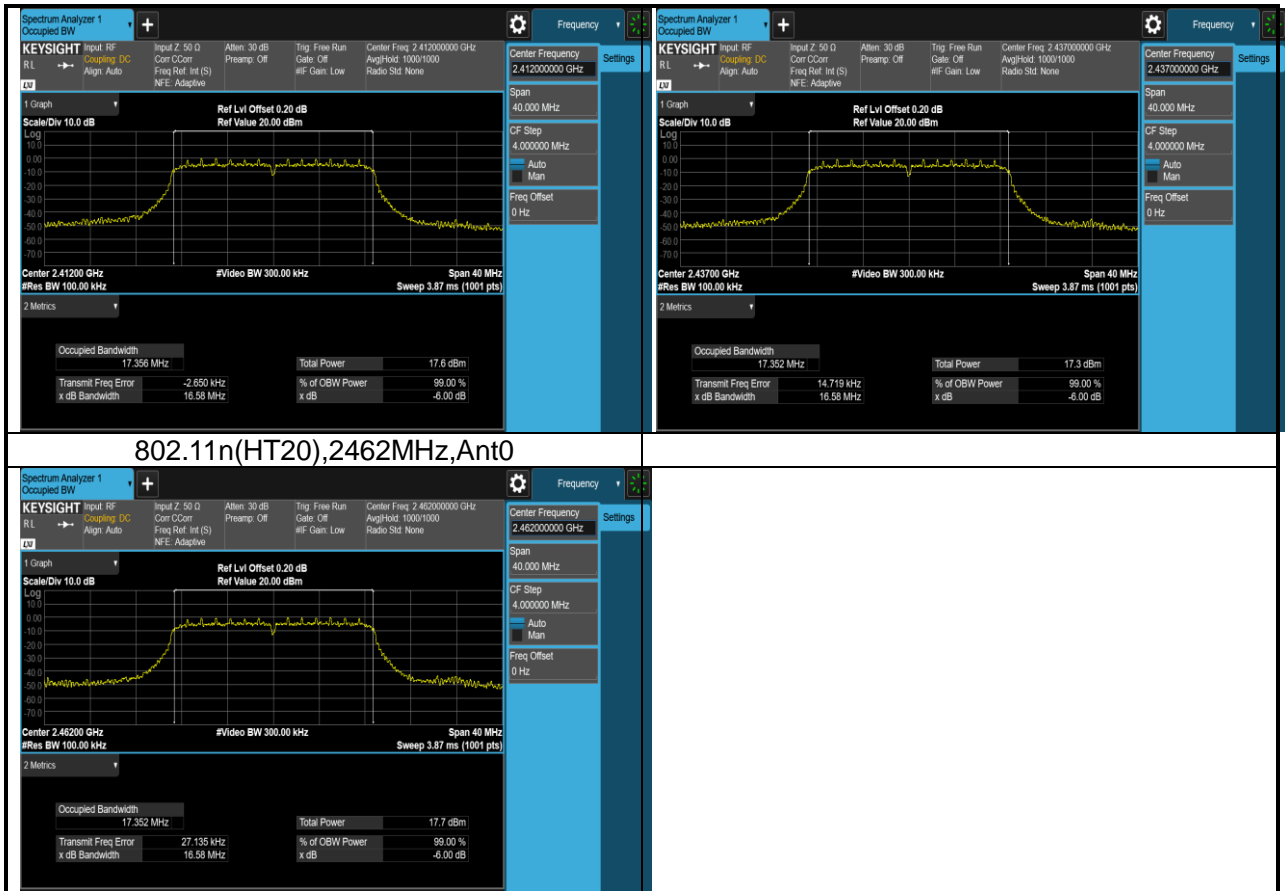 Spectrum Analyzer 1
Occupied BW
+
Frequency
KEYSIGHT Input: RF
RL Coupling: DC
Align: Auto
LXI
Input Z: 50 Ω
Corr CCorr
Freq Ref: Int (S)
NFE: Adaptive
Atten: 30 dB
Preamp: Off
Trig: Free Run
Gate: Off
#IF Gain: Low
Center Freq: 2.412000000 GHz
Avg|Hold: 1000/1000
Radio Std: None
Center Frequency
2.412000000 GHz
Settings
Span
40.000 MHz
CF Step
4.000000 MHz
Auto
Man
Freq Offset
0 Hz
1 Graph
Scale/Div 10.0 dB
Ref Lvl Offset 0.20 dB
Ref Value 20.00 dBm
Log
10.0
0.00
-10.0
-20.0
-30.0
-40.0
-50.0
-60.0
-70.0
Center 2.41200 GHz
#Video BW 300.00 kHz
Span 40 MHz
#Res BW 100.00 kHz
Sweep 3.87 ms (1001 pts)
2 Metrics
Occupied Bandwidth
17.356 MHz
Total Power 17.6 dBm
Transmit Freq Error -2.650 kHz
% of OBW Power 99.00 %
x dB Bandwidth 16.58 MHz
x dB -6.00 dB
Spectrum Analyzer 1
Occupied BW
+
Frequency
KEYSIGHT Input: RF
RL Coupling: DC
Align: Auto
LXI
Input Z: 50 Ω
Corr CCorr
Freq Ref: Int (S)
NFE: Adaptive
Atten: 30 dB
Preamp: Off
Trig: Free Run
Gate: Off
#IF Gain: Low
Center Freq: 2.437000000 GHz
Avg|Hold: 1000/1000
Radio Std: None
Center Frequency
2.437000000 GHz
Settings
Span
40.000 MHz
CF Step
4.000000 MHz
Auto
Man
Freq Offset
0 Hz
1 Graph
Scale/Div 10.0 dB
Ref Lvl Offset 0.20 dB
Ref Value 20.00 dBm
Log
10.0
0.00
-10.0
-20.0
-30.0
-40.0
-50.0
-60.0
-70.0
Center 2.43700 GHz
#Video BW 300.00 kHz
Span 40 MHz
#Res BW 100.00 kHz
Sweep 3.87 ms (1001 pts)
2 Metrics
Occupied Bandwidth
17.352 MHz
Total Power 17.3 dBm
Transmit Freq Error 14.719 kHz
% of OBW Power 99.00 %
x dB Bandwidth 16.58 MHz
x dB -6.00 dB
802.11n(HT20),2462MHz,Ant0
Spectrum Analyzer 1
Occupied BW
+
Frequency
KEYSIGHT Input: RF
RL Coupling: DC
Align: Auto
LXI
Input Z: 50 Ω
Corr CCorr
Freq Ref: Int (S)
NFE: Adaptive
Atten: 30 dB
Preamp: Off
Trig: Free Run
Gate: Off
#IF Gain: Low
Center Freq: 2.462000000 GHz
Avg|Hold: 1000/1000
Radio Std: None
Center Frequency
2.462000000 GHz
Settings
Span
40.000 MHz
CF Step
4.000000 MHz
Auto
Man
Freq Offset
0 Hz
1 Graph
Scale/Div 10.0 dB
Ref Lvl Offset 0.20 dB
Ref Value 20.00 dBm
Log
10.0
0.00
-10.0
-20.0
-30.0
-40.0
-50.0
-60.0
-70.0
Center 2.46200 GHz
#Video BW 300.00 kHz
Span 40 MHz
#Res BW 100.00 kHz
Sweep 3.87 ms (1001 pts)
2 Metrics
Occupied Bandwidth
17.352 MHz
Total Power 17.7 dBm
Transmit Freq Error 27.135 kHz
% of OBW Power 99.00 %
x dB Bandwidth 16.58 MHz
x dB -6.00 dB